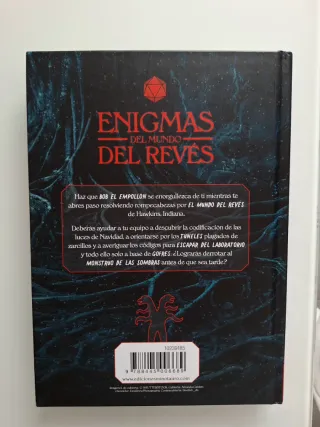 ENIGMAS
DEL MUNDO
DEL REVÉS
Haz que BOB EL EMPOLLÓN se enorgullezca de ti mientras te
abres paso resolviendo rompecabezas por EL MUNDO DEL REVÉS
de Hawkins, Indiana.
Deberás ayudar a tu equipo a descubrir la codificación de las
luces de Navidad, a orientarse por los TÚNELES plagados de
zarcillos y a averiguar los códigos para ESCAPAR DEL LABORATORIO
y todo ello solo a base de GOFRES. ¿Lograrás derrotar al
MONSTRUO DE LAS SOMBRAS antes de que sea tarde?